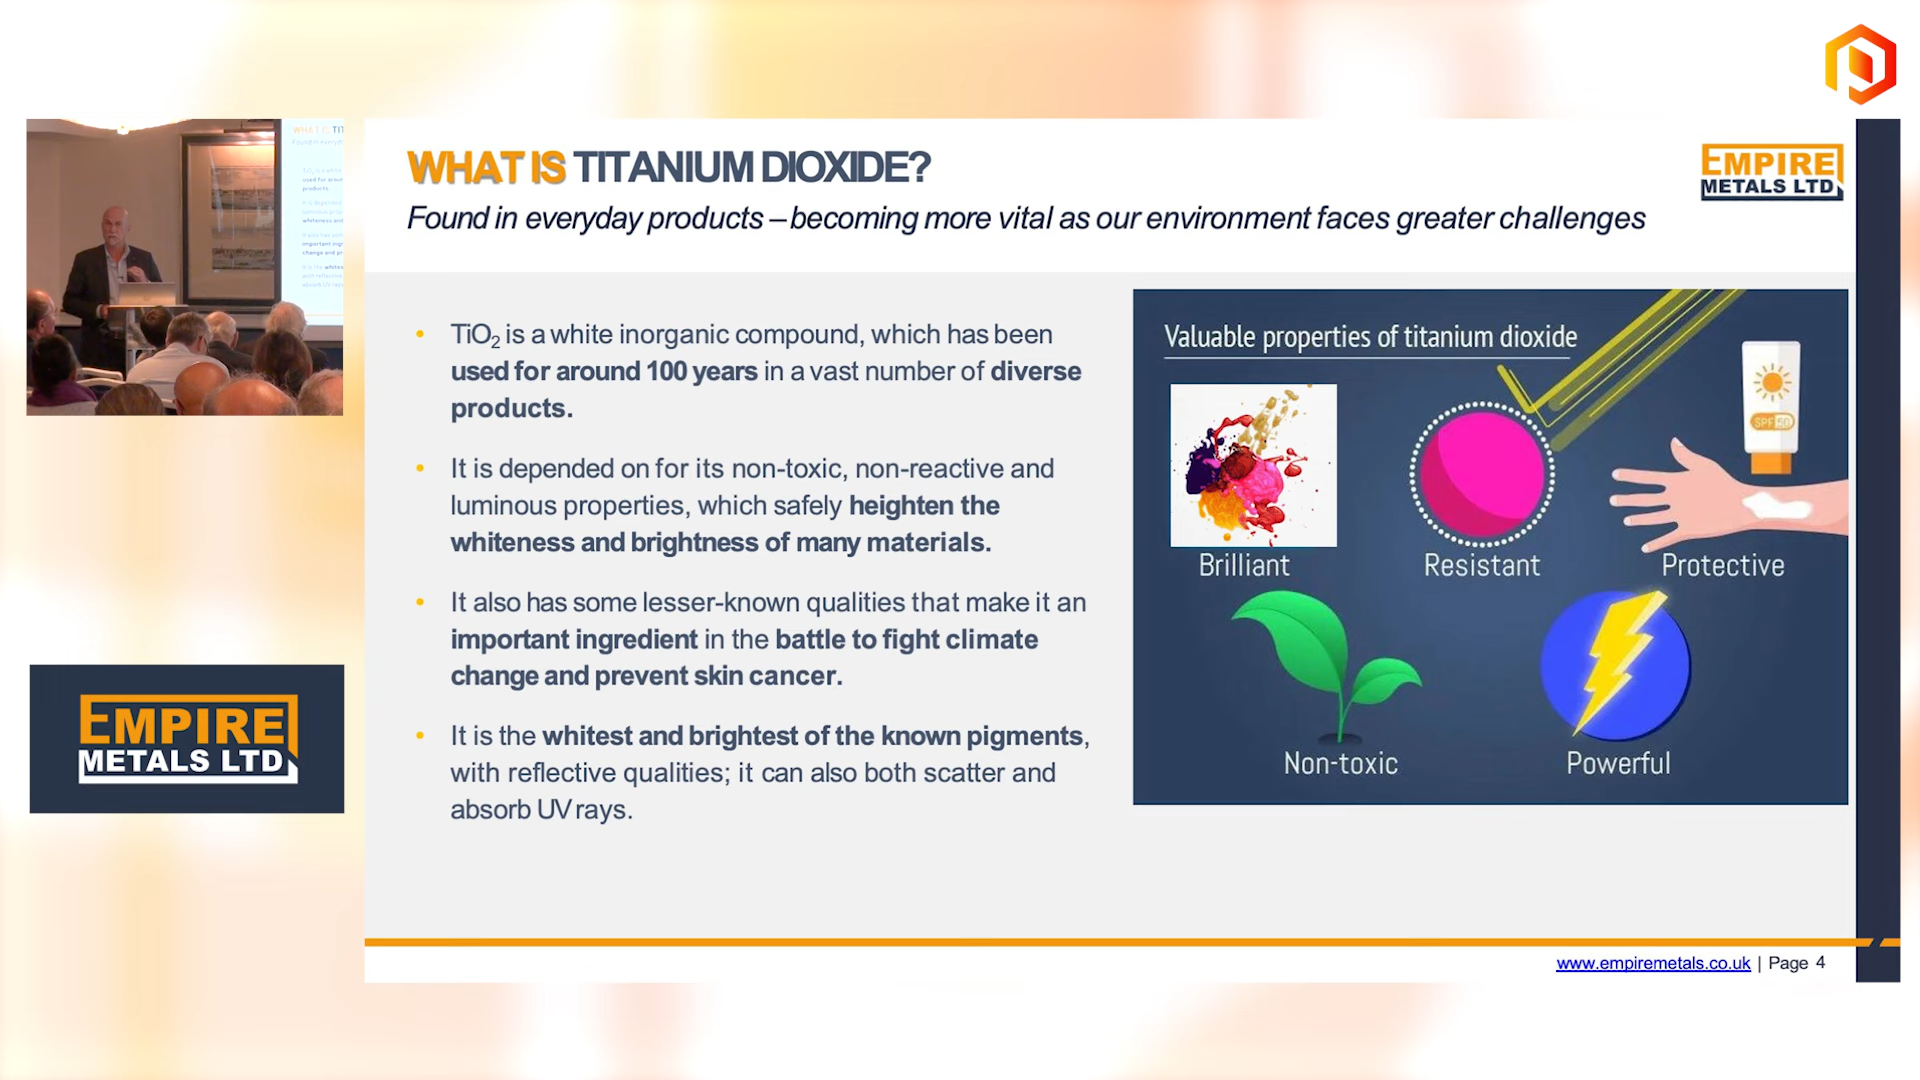 WHAT IS TITANIUM DIOXIDE?
Found in everyday products – becoming more vital as our environment faces greater challenges
EMPIRE
METALS LTD
• TiO₂ is a white inorganic compound, which has been
used for around 100 years in a vast number of diverse
products.
• It is depended on for its non-toxic, non-reactive and
luminous properties, which safely heighten the
whiteness and brightness of many materials.
• It also has some lesser-known qualities that make it an
important ingredient in the battle to fight climate
change and prevent skin cancer.
• It is the whitest and brightest of the known pigments,
with reflective qualities; it can also both scatter and
absorb UV rays.
Valuable properties of titanium dioxide
SPF 50
Brilliant
Resistant
Protective
Non-toxic
Powerful
EMPIRE
METALS LTD
www.empiremetals.co.uk | Page 4